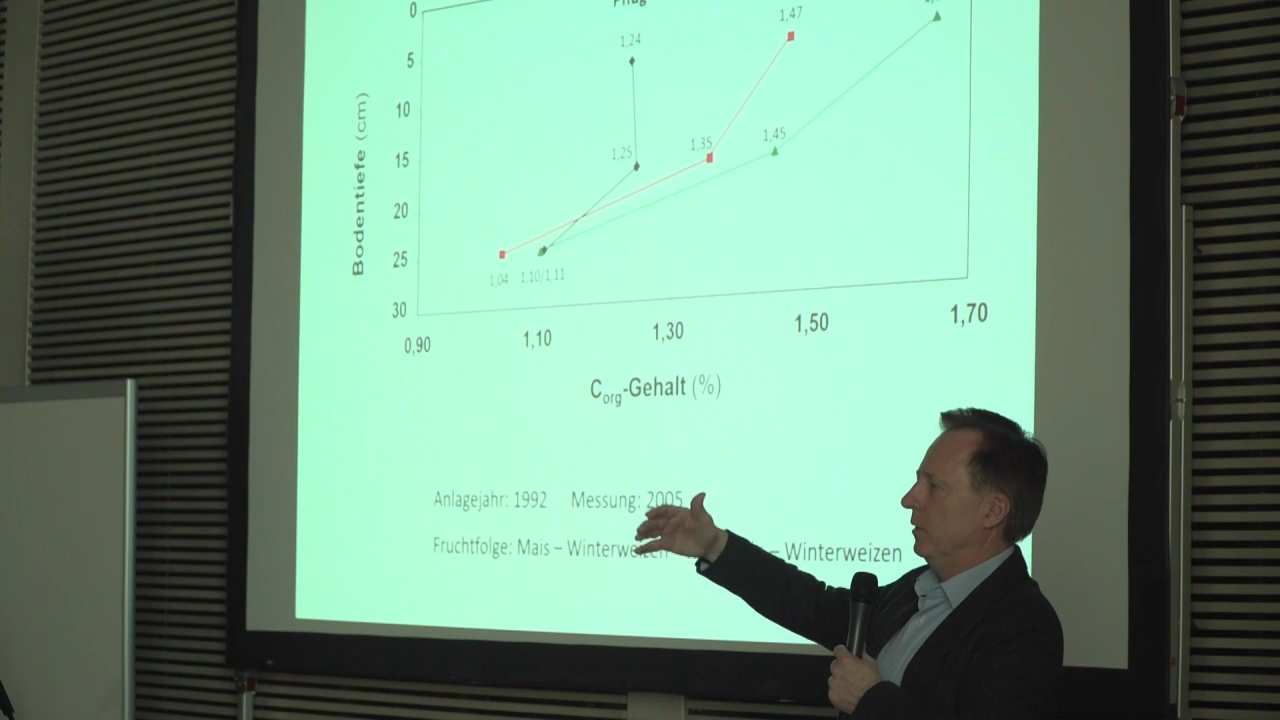 Pflug
0
5
10
15
20
25
30
Bodentiefe (cm)
1,47
1,24
1,25
1,35
1,45
1,04 1,10/1,11
0,90 1,10 1,30 1,50 1,70
Corg-Gehalt (%)
Anlagejahr: 1992 Messung: 2005
Fruchtfolge: Mais – Winterweizen – Winterweizen